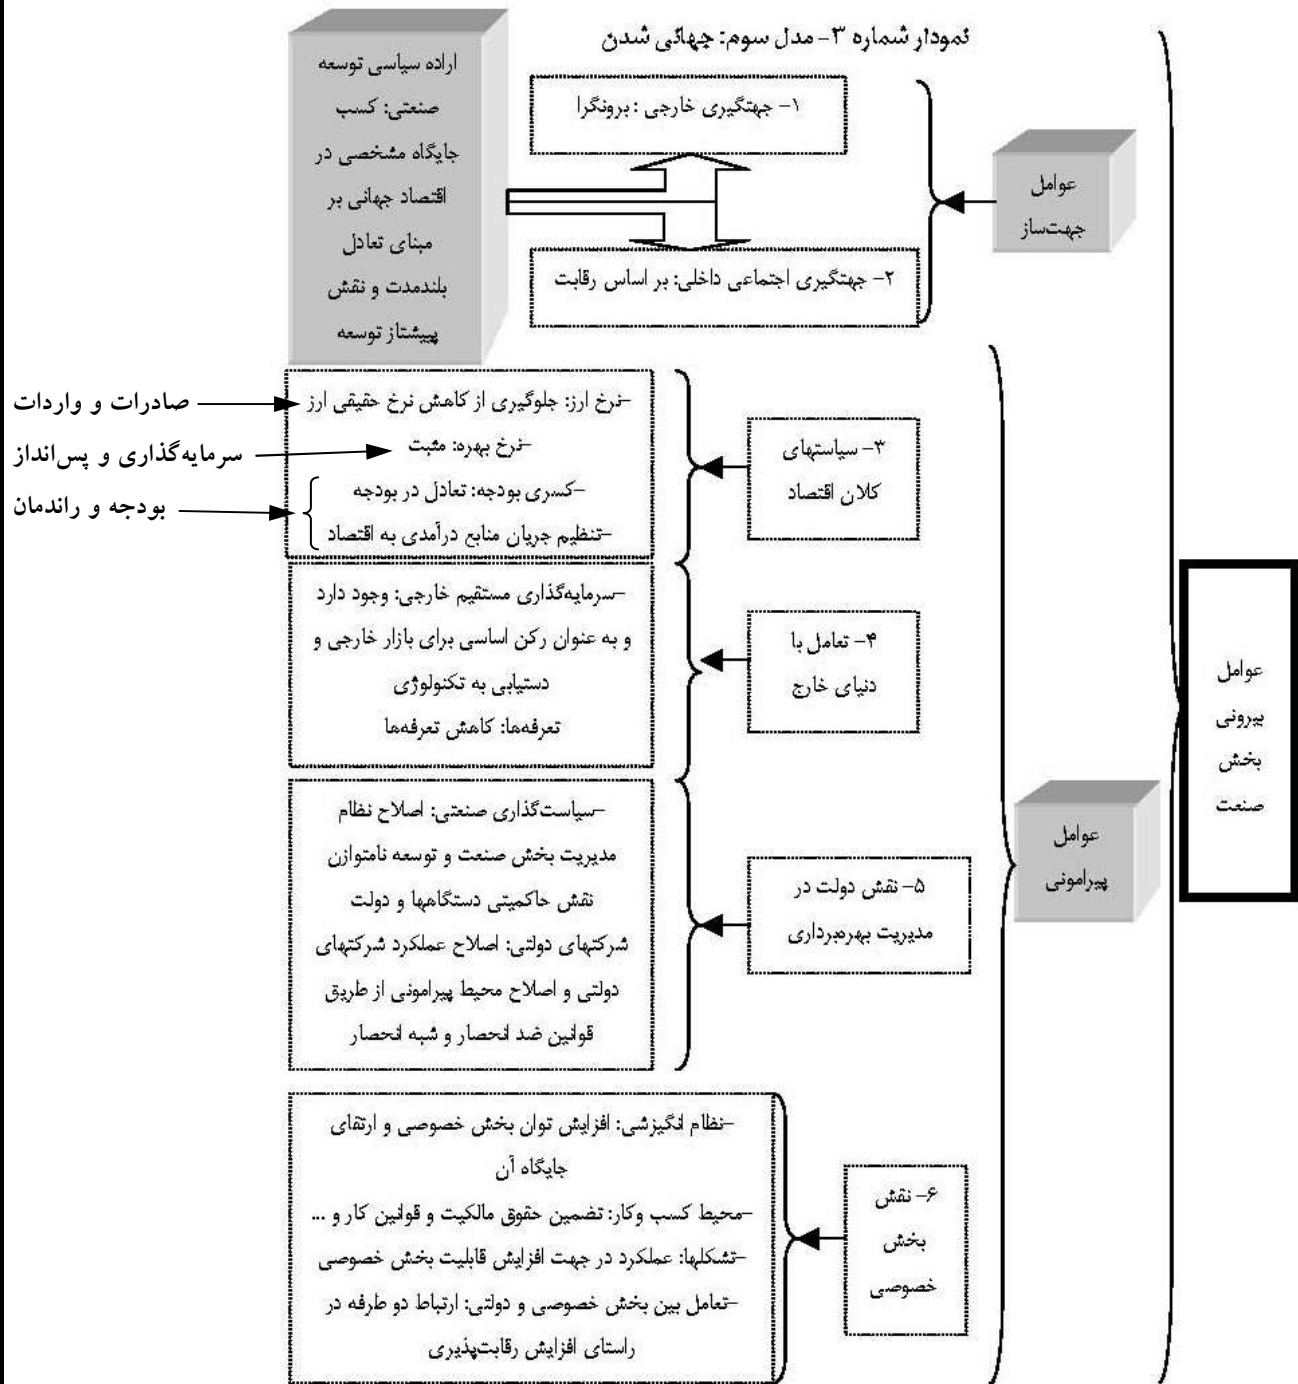 نمودار شماره ۳- مدل سوم: جهانی شدن
عوامل
بیرونی
بخش
صنعت
عوامل
جهت‌ساز
۱- جهتگیری خارجی : برونگرا
۲- جهتگیری اجتماعی داخلی: بر اساس رقابت
اراده سیاسی توسعه
صنعتی: کسب
جایگاه مشخصی در
اقتصاد جهانی بر
مبنای تعادل
بلندمدت و نقش
پیشتاز توسعه
عوامل
پیرامونی
۳- سیاستهای
کلان اقتصاد
-نرخ ارز: جلوگیری از کاهش نرخ حقیقی ارز
-نرخ بهره: مثبت
-کسری بودجه: تعادل در بودجه
-تنظیم جریان منابع درآمدی به اقتصاد
صادرات و واردات
سرمایه‌گذاری و پس‌انداز
بودجه و راندمان
۴- تعامل با
دنیای خارج
-سرمایه‌گذاری مستقیم خارجی: وجود دارد
و به عنوان رکن اساسی برای بازار خارجی و
دستیابی به تکنولوژی
تعرفه‌ها: کاهش تعرفه‌ها
۵- نقش دولت در
مدیریت بهره‌برداری
-سیاست‌گذاری صنعتی: اصلاح نظام
مدیریت بخش صنعت و توسعه نامتوازن
نقش حاکمیتی دستگاهها و دولت
شرکتهای دولتی: اصلاح عملکرد شرکتهای
دولتی و اصلاح محیط پیرامونی از طریق
قوانین ضد انحصار و شبه انحصار
۶- نقش
بخش
خصوصی
-نظام انگیزشی: افزایش توان بخش خصوصی و ارتقای
جایگاه آن
-محیط کسب وکار: تضمین حقوق مالکیت و قوانین کار و ...
-تشکلها: عملکرد در جهت افزایش قابلیت بخش خصوصی
-تعامل بین بخش خصوصی و دولتی: ارتباط دو طرفه در
راستای افزایش رقابت‌پذیری